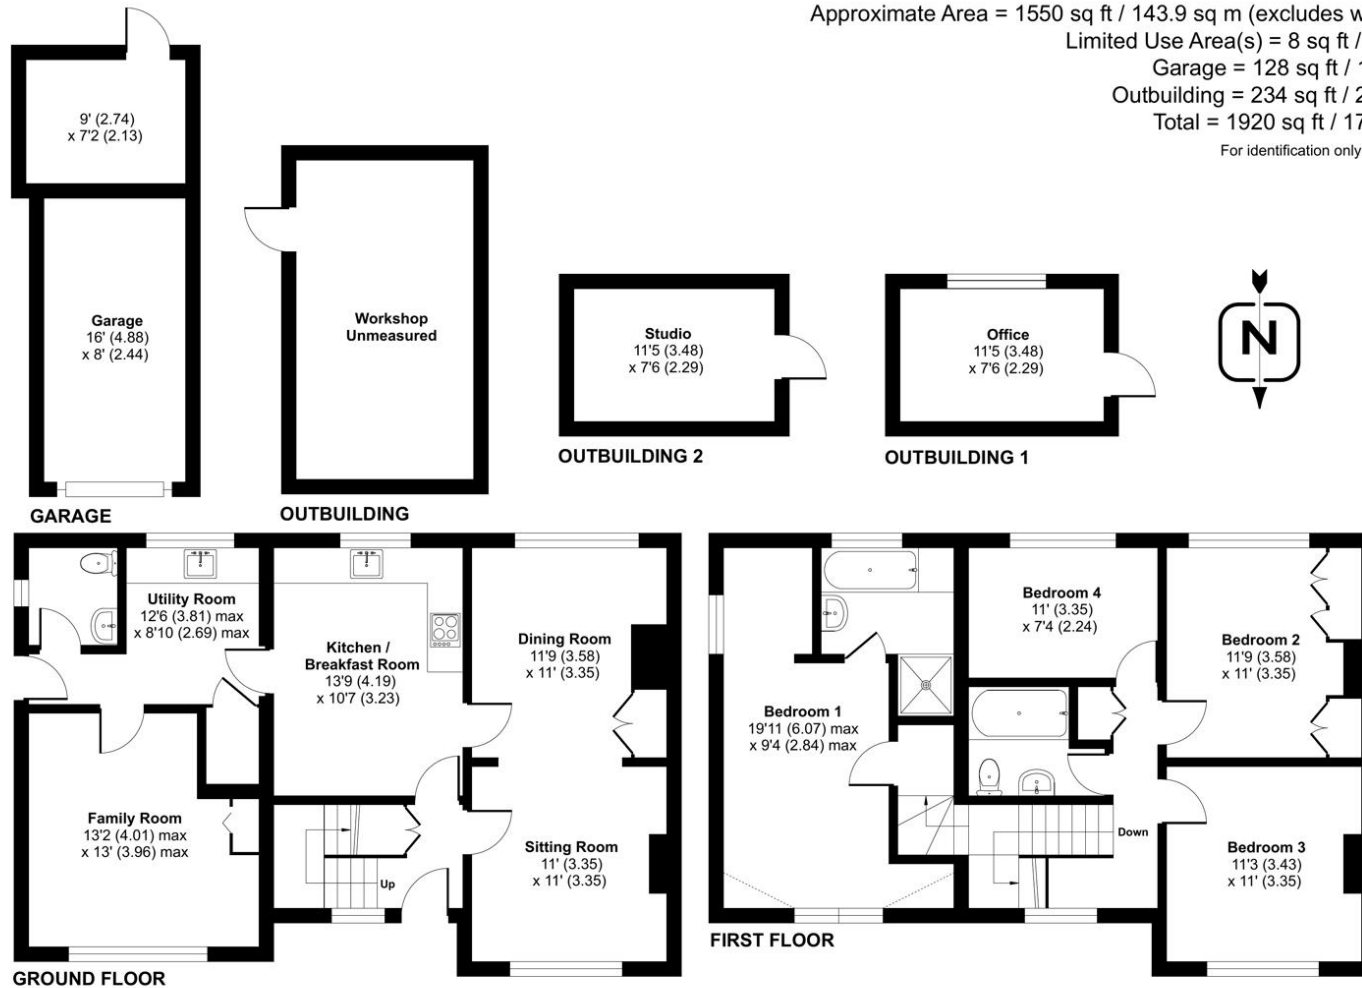 Approximate Area = 1550 sq ft / 143.9 sq m (excludes
Limited Use Area(s) = 8 sq ft /
Garage = 128 sq ft /
Outbuilding = 234 sq ft /
Total = 1920 sq ft /
For identification only
9' (2.74)
x 7'2 (2.13)
Garage
16' (4.88)
x 8' (2.44)
GARAGE
Workshop
Unmeasured
OUTBUILDING
Studio
11'5 (3.48)
x 7'6 (2.29)
OUTBUILDING 2
Office
11'5 (3.48)
x 7'6 (2.29)
OUTBUILDING 1
N
Utility Room
12'6 (3.81) max
x 8'10 (2.69) max
Kitchen /
Breakfast Room
13'9 (4.19)
x 10'7 (3.23)
Dining Room
11'9 (3.58)
x 11' (3.35)
Family Room
13'2 (4.01) max
x 13' (3.96) max
Up
Sitting Room
11' (3.35)
x 11' (3.35)
GROUND FLOOR
Bedroom 4
11' (3.35)
x 7'4 (2.24)
Bedroom 2
11'9 (3.58)
x 11' (3.35)
Bedroom 1
19'11 (6.07) max
x 9'4 (2.84) max
Down
Bedroom 3
11'3 (3.43)
x 11' (3.35)
FIRST FLOOR